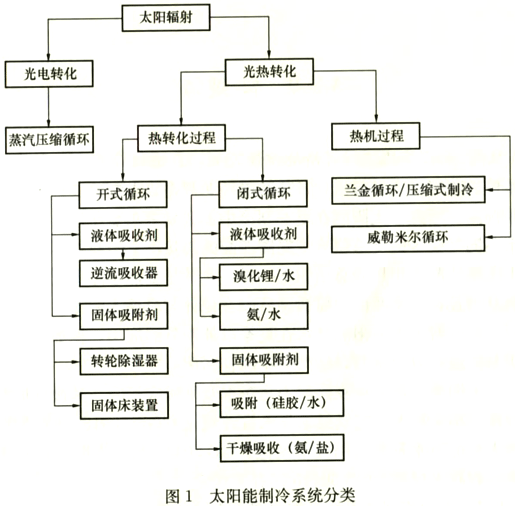 太阳辐射
光电转化
光热转化
蒸汽压缩循环
热转化过程
热机过程
开式循环
闭式循环
兰金循环/压缩式制冷
液体吸收剂
液体吸收剂
威勒米尔循环
逆流吸收器
溴化锂/水
固体吸附剂
氨/水
转轮除湿器
固体吸附剂
固体床装置
吸附（硅胶/水）
干燥吸收（氨/盐）
图 1 太阳能制冷系统分类